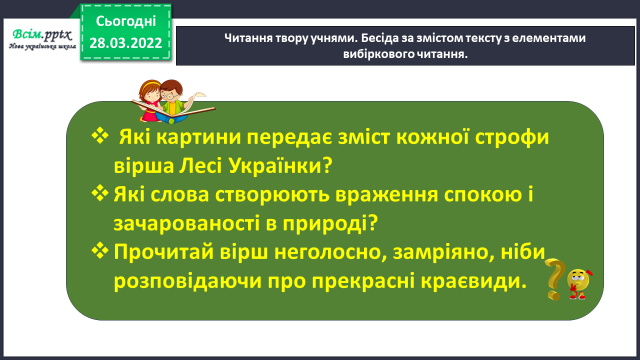 Всім.pptx
Нова українська школа
Сьогодні
28.03.2022
Читання твору учнями. Бесіда за змістом тексту з елементами
вибіркового читання.
❖ Які картини передає зміст кожної строфи
вірша Лесі Українки?
❖ Які слова створюють враження спокою і
зачарованості в природі?
❖ Прочитай вірш неголосно, замріяно, ніби
розповідаючи про прекрасні краєвиди.